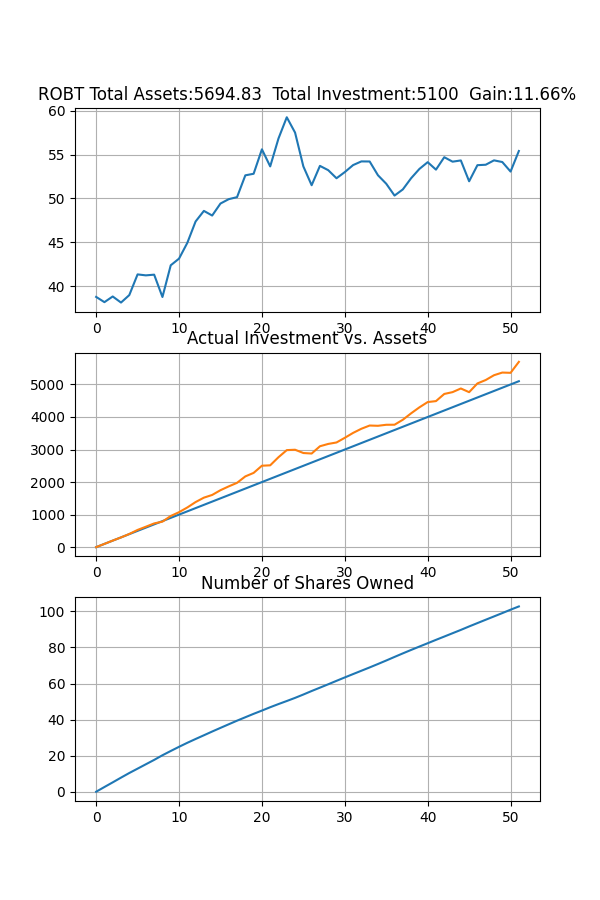 ROBT Total Assets:5694.83  Total Investment:5100  Gain:11.66%
60
55
50
45
40
0 10 20 30 40 50
Actual Investment vs. Assets
5000
4000
3000
2000
1000
0
0 10 20 30 40 50
Number of Shares Owned
100
80
60
40
20
0
0 10 20 30 40 50